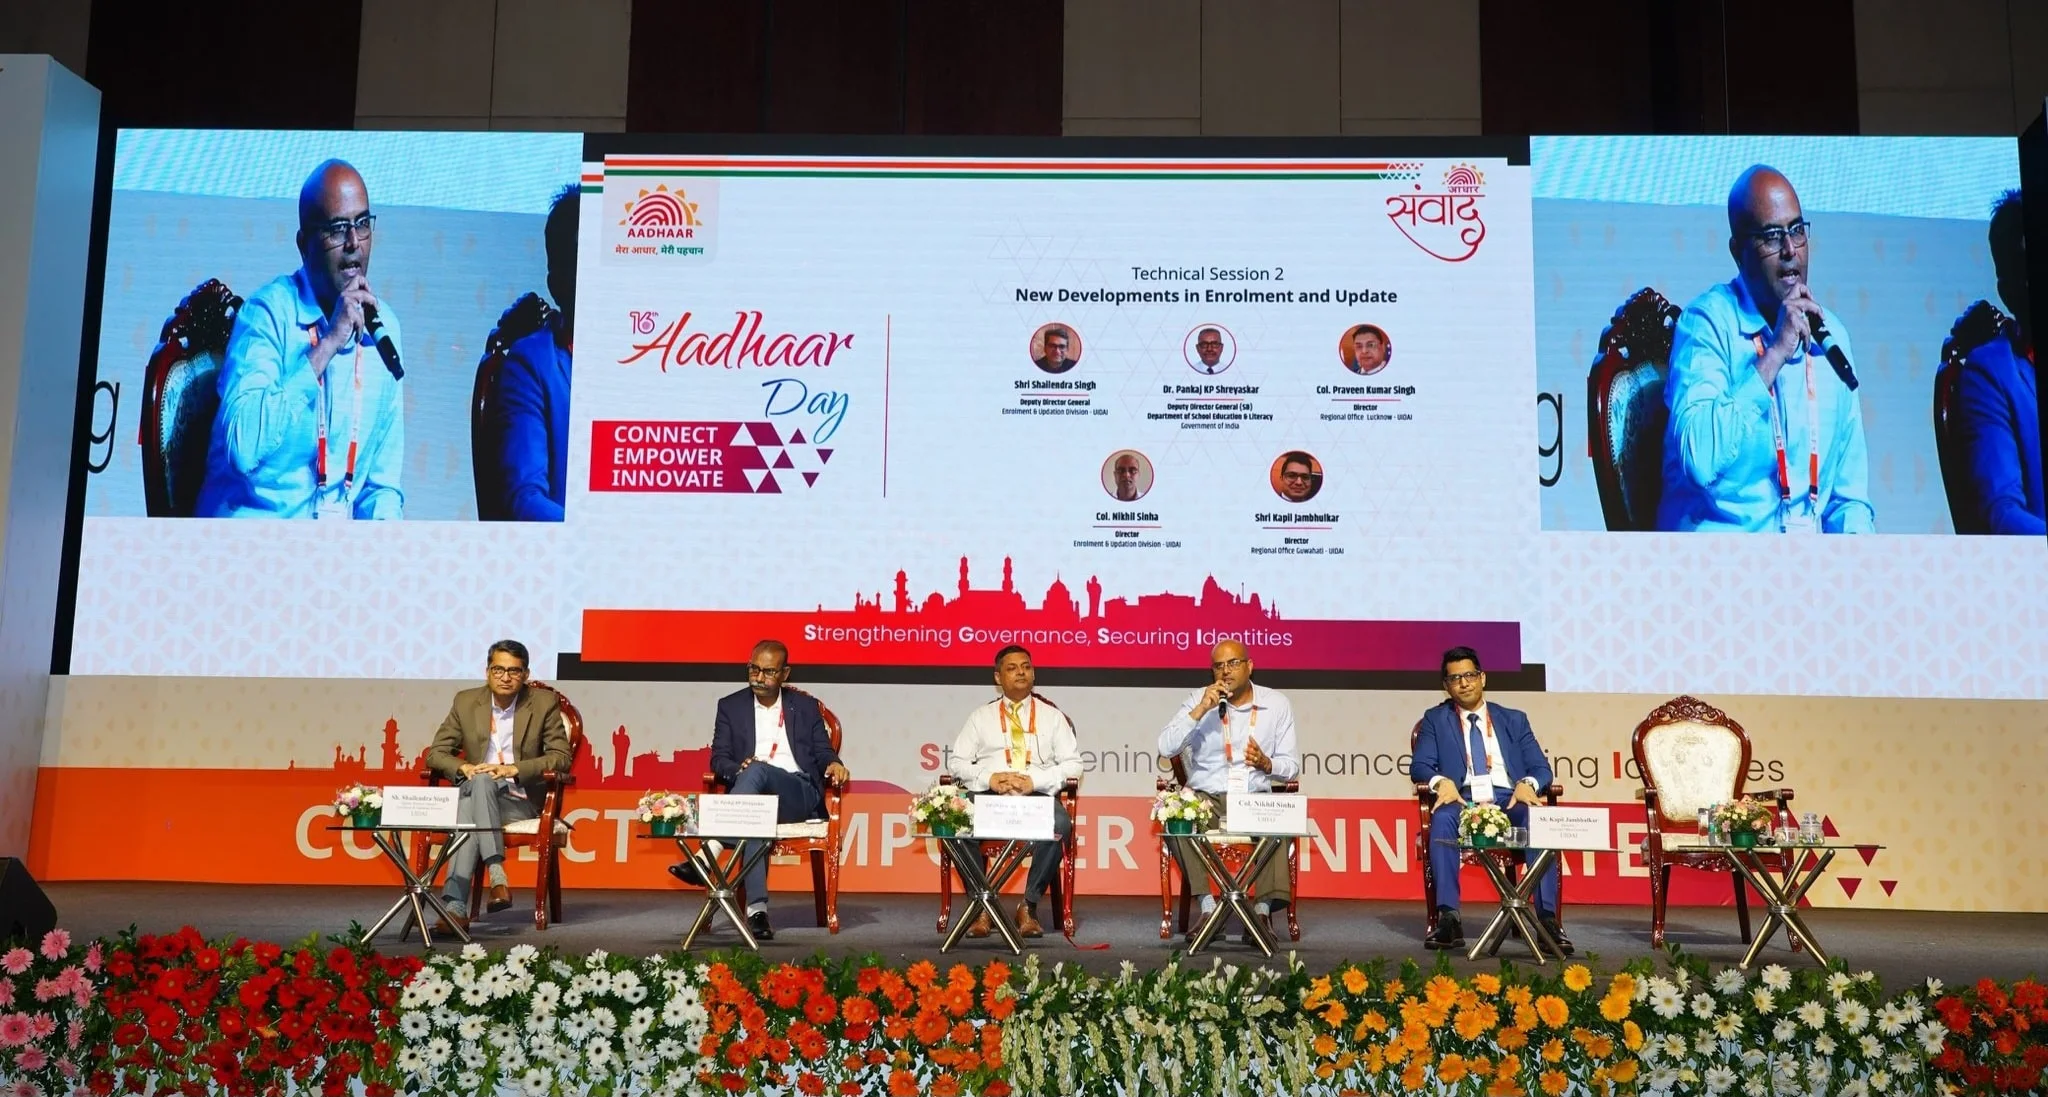 AADHAAR
मेरा आधार, मेरी पहचान
आधार
संवाद
16th
Aadhaar
Day
CONNECT
EMPOWER
INNOVATE
Technical Session 2
New Developments in Enrolment and Update
Shri Shailendra Singh
Deputy Director General
Enrolment & Updation Division - UIDAI
Dr. Pankaj KP Shreyaskar
Deputy Director General (SB)
Department of School Education & Literacy
Government of India
Col. Praveen Kumar Singh
Director
Regional Office Lucknow - UIDAI
Col. Nikhil Sinha
Director
Enrolment & Updation Division - UIDAI
Shri Kapil Jambhulkar
Director
Regional Office Guwahati - UIDAI
Strengthening Governance, Securing Identities
Sh. Shailendra Singh
UIDAI
Dr. Pankaj KP Shreyaskar
Col. Nikhil Sinha
UIDAI
Sh. Kapil Jambhulkar
UIDAI